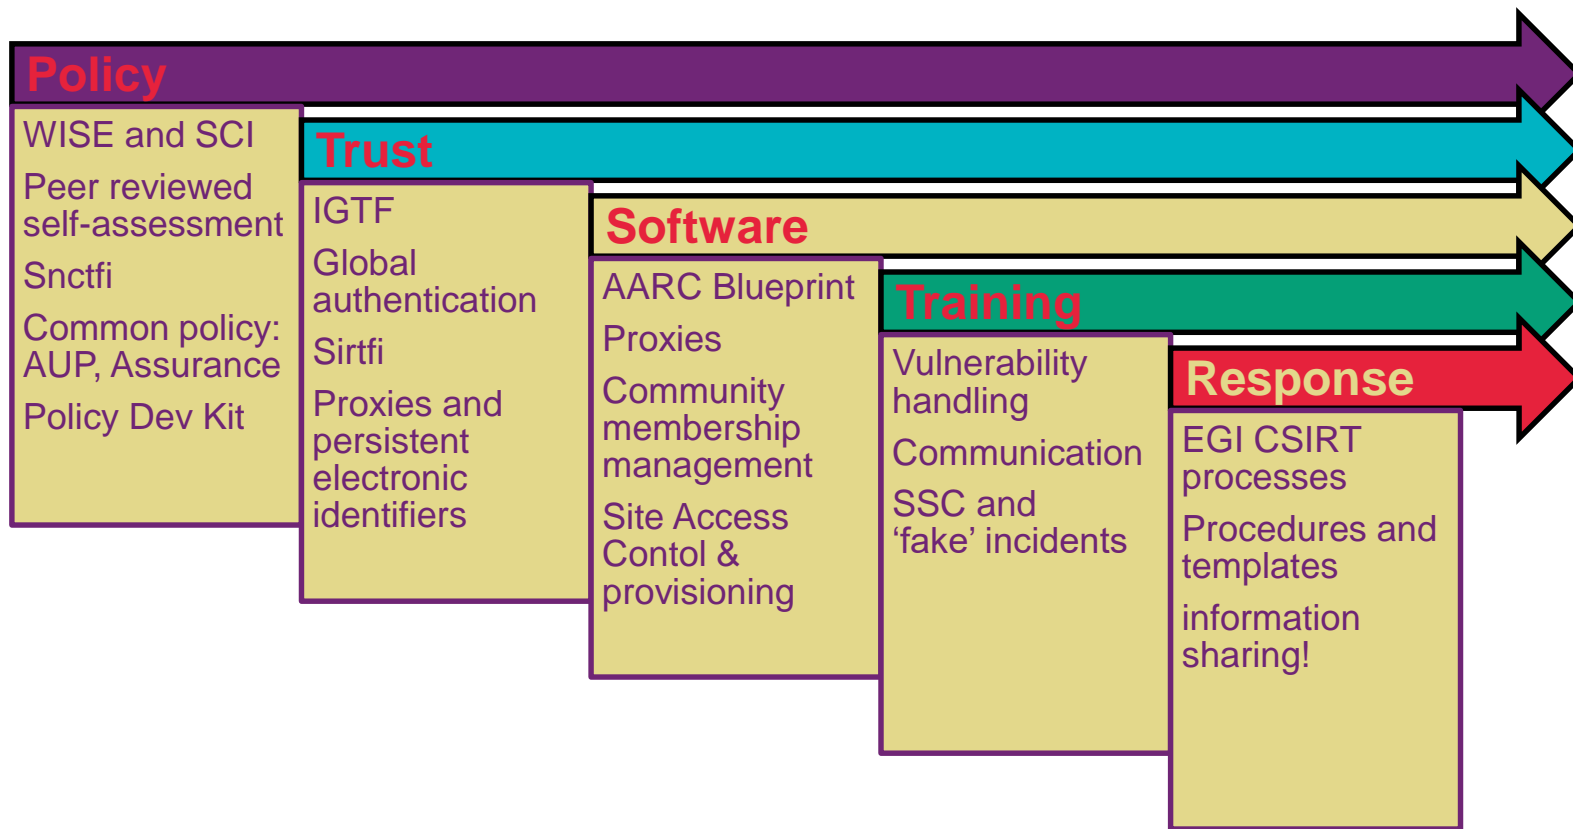 Policy
WISE and SCI
Peer reviewed
self-assessment
Snctfi
Common policy:
AUP, Assurance
Policy Dev Kit
Trust
IGTF
Global
authentication
Sirtfi
Proxies and
persistent
electronic
identifiers
Software
AARC Blueprint
Proxies
Community
membership
management
Site Access
Contol &
provisioning
Training
Vulnerability
handling
Communication
SSC and
‘fake’ incidents
Response
EGI CSIRT
processes
Procedures and
templates
information
sharing!